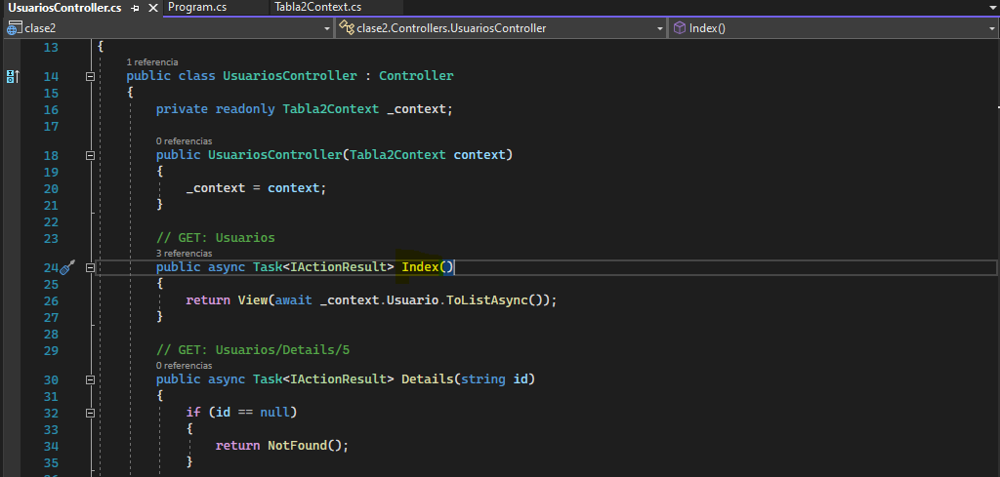 UsuariosController.cs Program.cs Tabla2Context.cs
clase2 clase2.Controllers.UsuariosController Index()
13 {
1 referencia
14 public class UsuariosController : Controller
15 {
16 private readonly Tabla2Context _context;
17
0 referencias
18 public UsuariosController(Tabla2Context context)
19 {
20 _context = context;
21 }
22
23 // GET: Usuarios
3 referencias
24 public async Task<IActionResult> Index()
25 {
26 return View(await _context.Usuario.ToListAsync());
27 }
28
29 // GET: Usuarios/Details/5
0 referencias
30 public async Task<IActionResult> Details(string id)
31 {
32 if (id == null)
33 {
34 return NotFound();
35 }